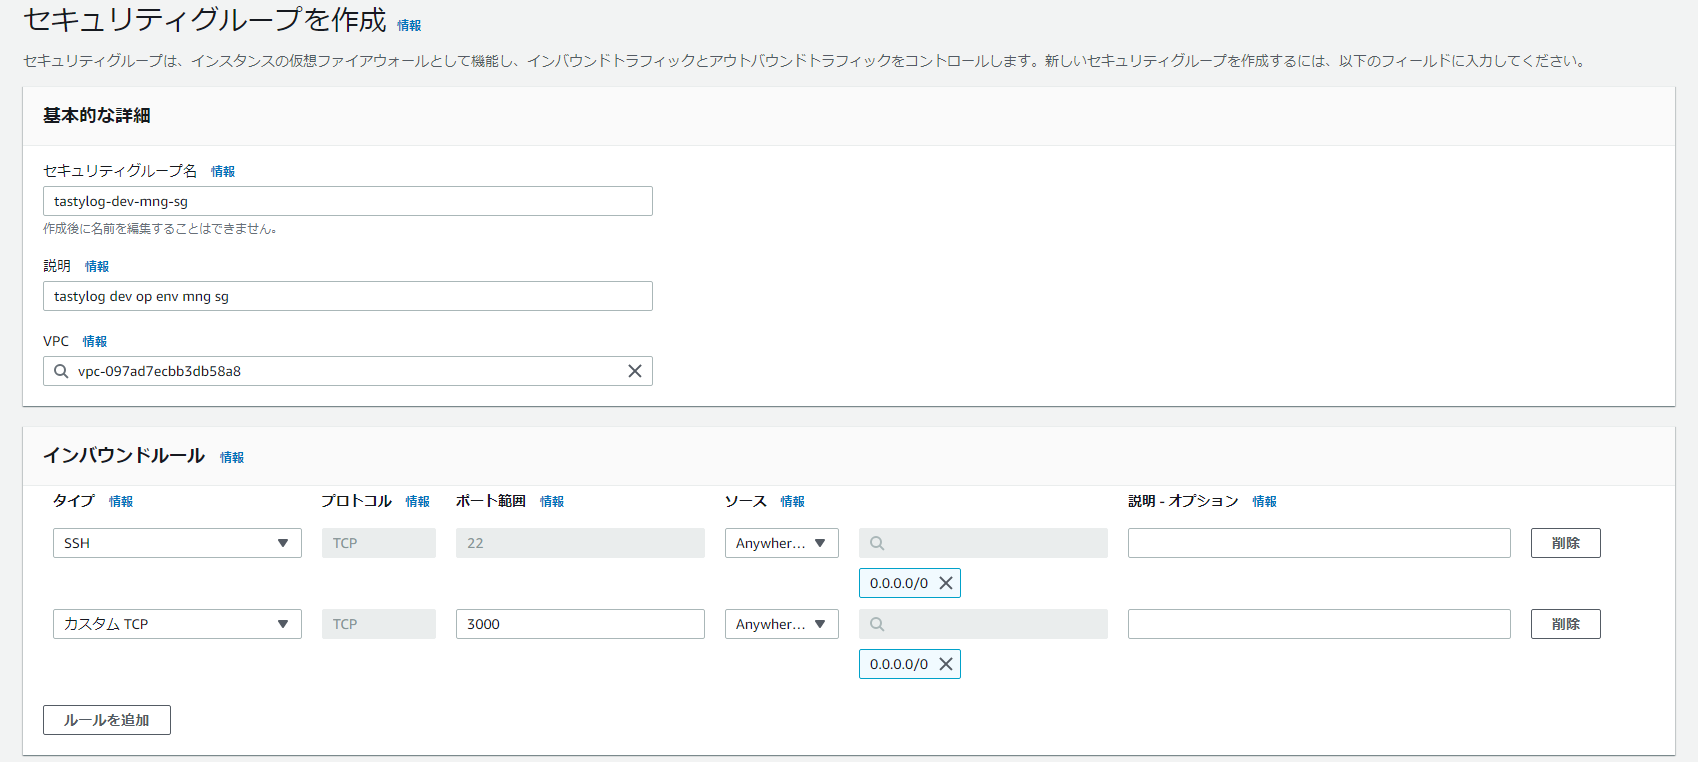 セキュリティグループを作成 情報
セキュリティグループは、インスタンスの仮想ファイアウォールとして機能し、インバウンドトラフィックとアウトバウンドトラフィックをコントロールします。新しいセキュリティグループを作成するには、以下のフィールドに入力してください。
基本的な詳細
セキュリティグループ名 情報
tastylog-dev-mng-sg
作成後に名前を編集することはできません。
説明 情報
tastylog dev op env mng sg
VPC 情報
vpc-097ad7ecbb3db58a8
インバウンドルール 情報
タイプ 情報 プロトコル 情報 ポート範囲 情報 ソース 情報 説明 - オプション 情報
SSH TCP 22 Anywher... 削除
0.0.0.0/0
カスタム TCP TCP 3000 Anywher... 削除
0.0.0.0/0
ルールを追加